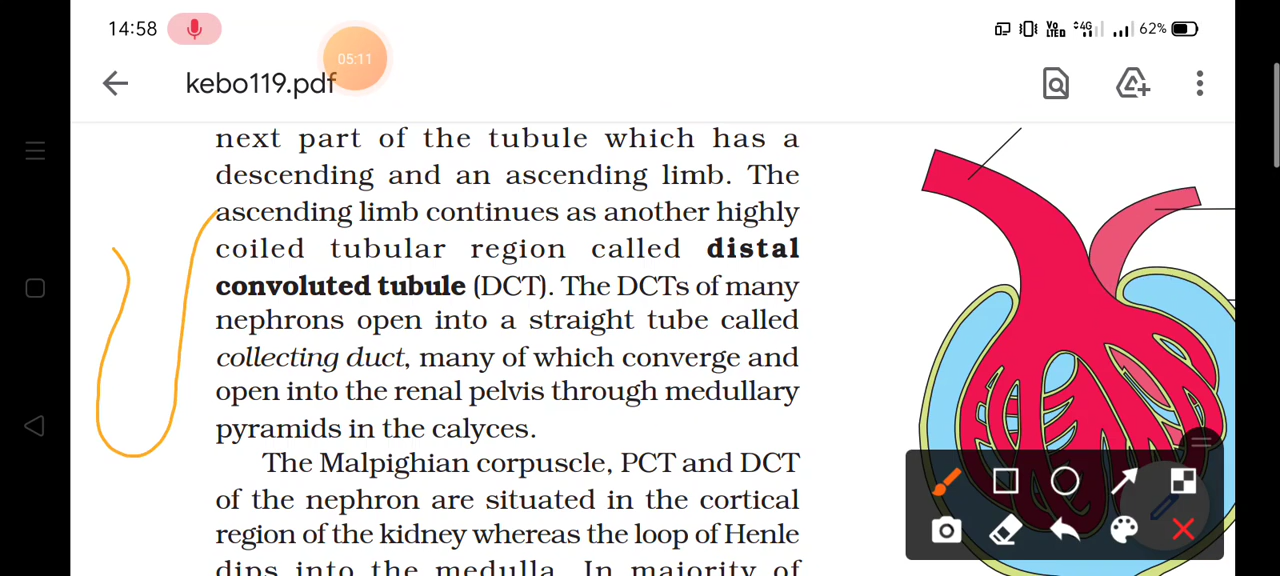 14:58
05:11
Vo
LTED
4G
62%
kebo119.pdf
next part of the tubule which has a
descending and an ascending limb. The
ascending limb continues as another highly
coiled tubular region called distal
convoluted tubule (DCT). The DCTs of many
nephrons open into a straight tube called
collecting duct, many of which converge and
open into the renal pelvis through medullary
pyramids in the calyces.
The Malpighian corpuscle, PCT and DCT
of the nephron are situated in the cortical
region of the kidney whereas the loop of Henle
dips into the medulla. In majority of